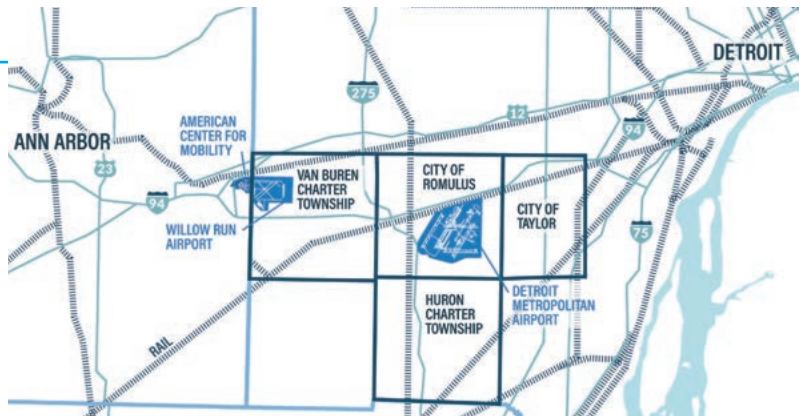 DETROIT
275
12
94
AMERICAN
CENTER FOR
MOBILITY
ANN ARBOR
23
VAN BUREN
CHARTER
TOWNSHIP
CITY OF
ROMULUS
CITY OF
TAYLOR
94
WILLOW RUN
AIRPORT
75
HURON
CHARTER
TOWNSHIP
DETROIT
METROPOLITAN
AIRPORT
RAIL